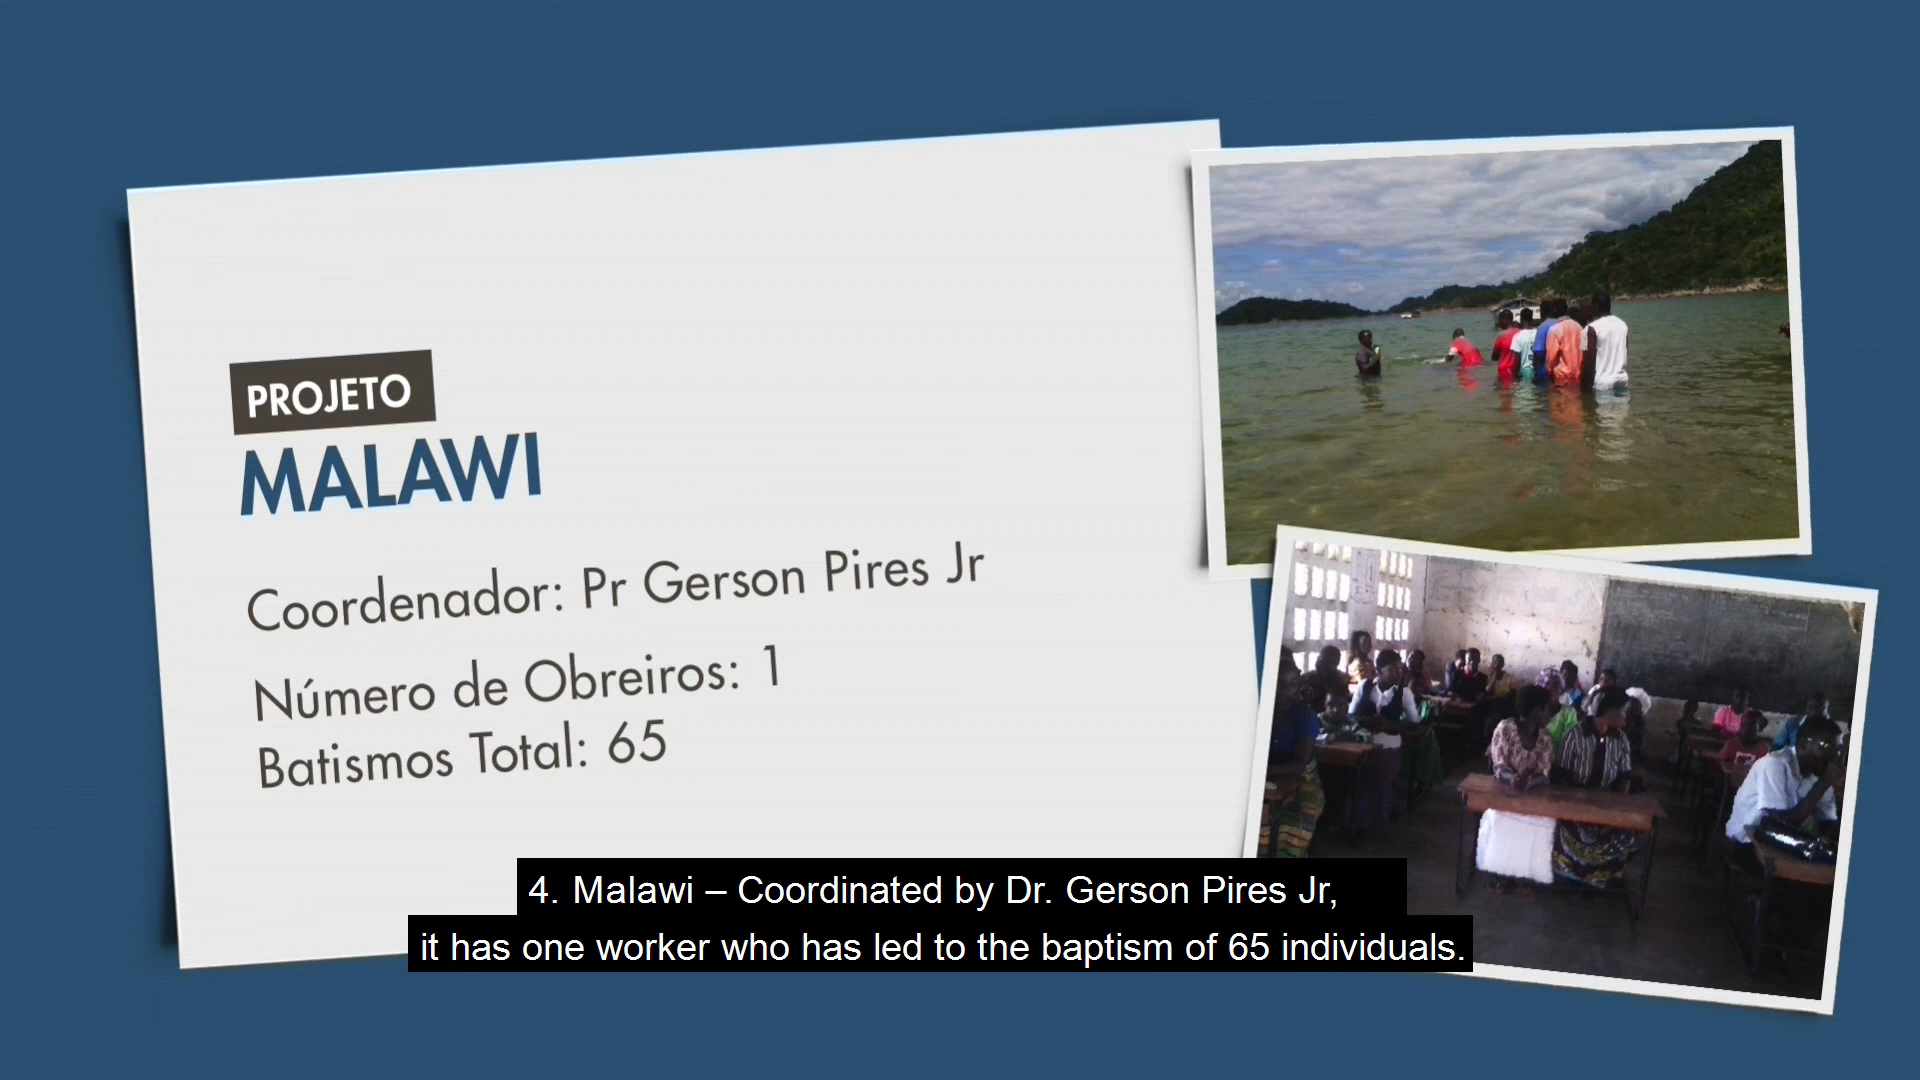 PROJETO
MALAWI
Coordenador: Pr Gerson Pires Jr
Número de Obreiros: 1
Batismos Total: 65
4. Malawi – Coordinated by Dr. Gerson Pires Jr,
it has one worker who has led to the baptism of 65 individuals.